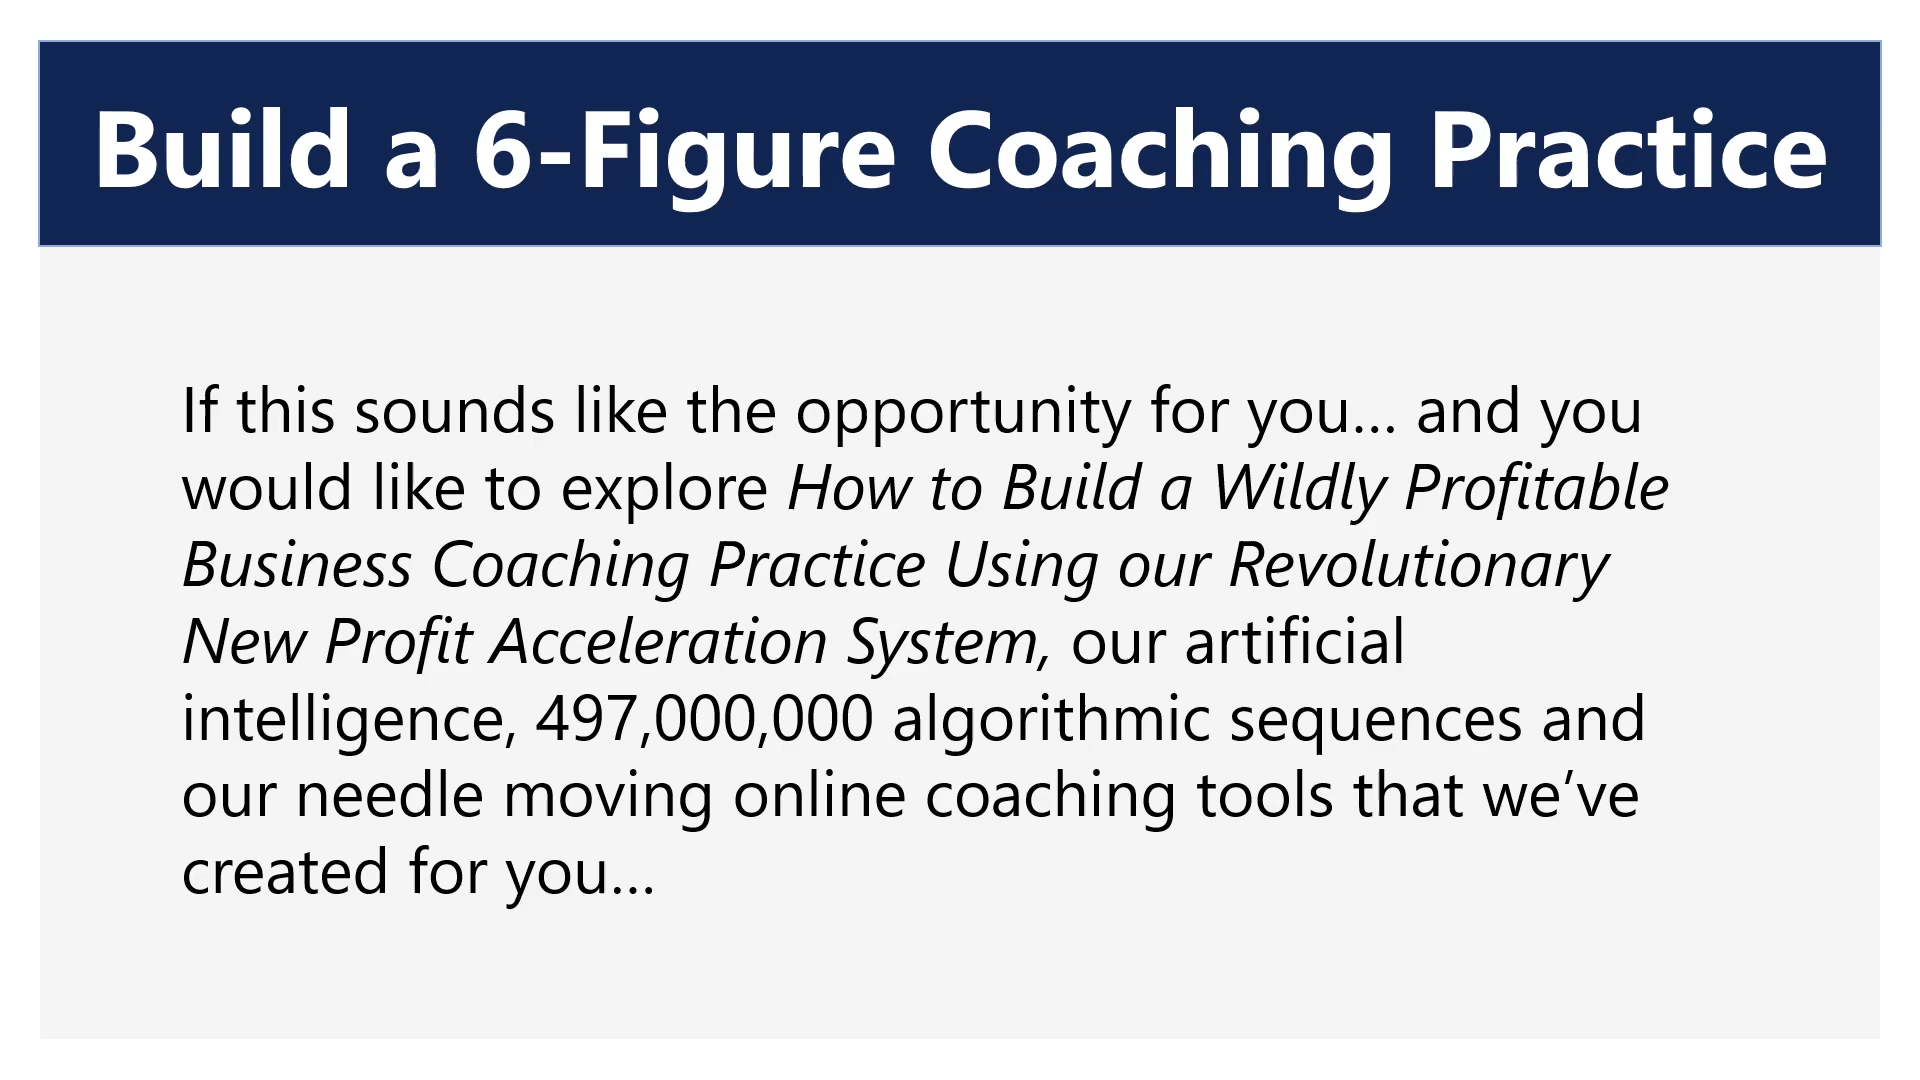 Build a 6-Figure Coaching Practice
If this sounds like the opportunity for you... and you
would like to explore How to Build a Wildly Profitable
Business Coaching Practice Using our Revolutionary
New Profit Acceleration System, our artificial
intelligence, 497,000,000 algorithmic sequences and
our needle moving online coaching tools that we’ve
created for you...